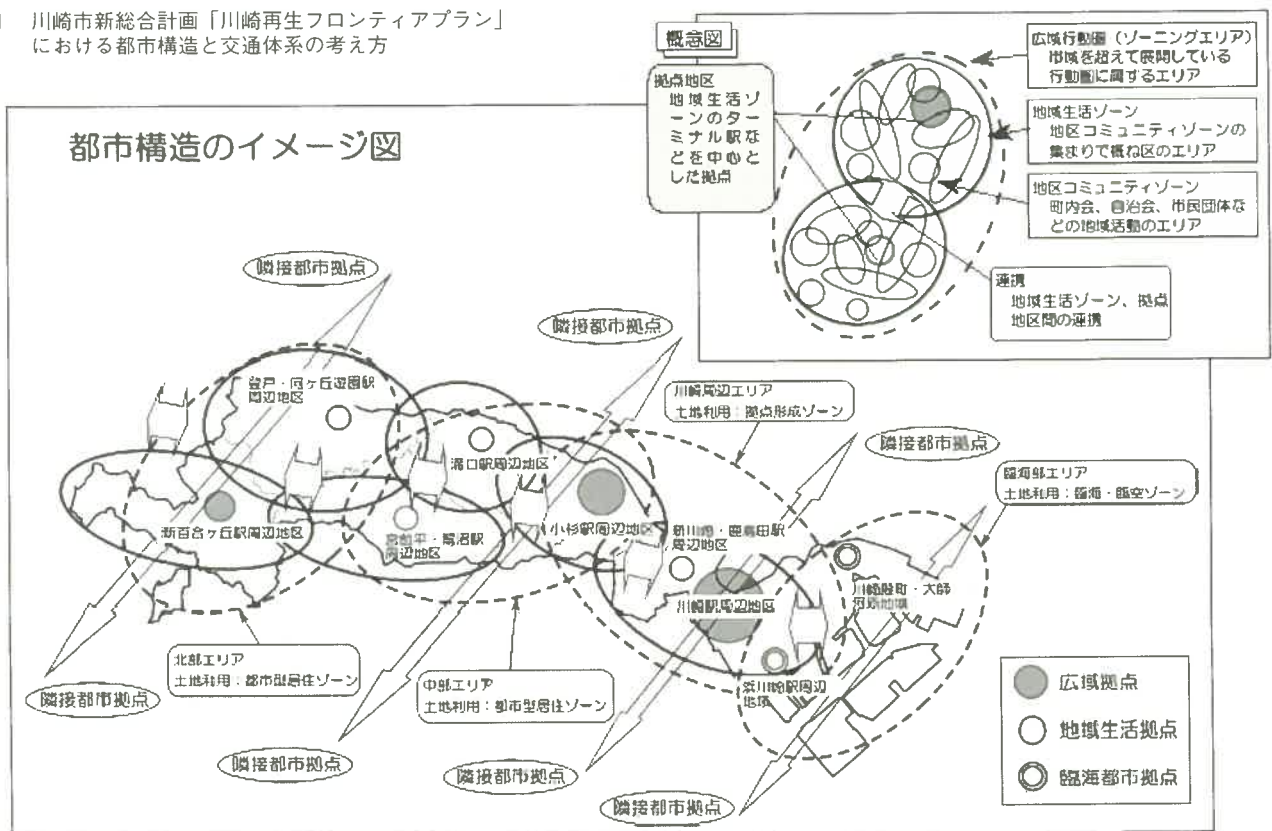 川崎市新総合計画「川崎再生フロンティアプラン」
における都市構造と交通体系の考え方
概念図
拠点地区
地域生活ゾ
ーンのター
ミナル駅な
どを中心と
した拠点
広域行動圏(ゾーニングエリア)
市域を超えて展開している
行動圏に属するエリア
地域生活ゾーン
地区コミュニティゾーンの
集まりで概ね区のエリア
地区コミュニティゾーン
町内会、自治会、市民団体な
どの地域活動のエリア
連携
地域生活ゾーン、拠点
地区間の連携
都市構造のイメージ図
隣接都市拠点
隣接都市拠点
登戸・向ヶ丘遊園駅
周辺地区
溝口駅周辺地区
川崎周辺エリア
土地利用:拠点形成ゾーン
隣接都市拠点
臨海部エリア
土地利用:臨海・臨空ゾーン
新百合ヶ丘駅周辺地区
宮前平・鷺沼駅
周辺地区
小杉駅周辺地区
新川崎・鹿島田駅
周辺地区
川崎駅周辺地区
川崎殿町・大師
河原地域
浜川崎駅周辺
地域
北部エリア
土地利用:都市型居住ゾーン
中部エリア
土地利用:都市型居住ゾーン
隣接都市拠点
隣接都市拠点
隣接都市拠点
隣接都市拠点
広域拠点
地域生活拠点
臨海都市拠点